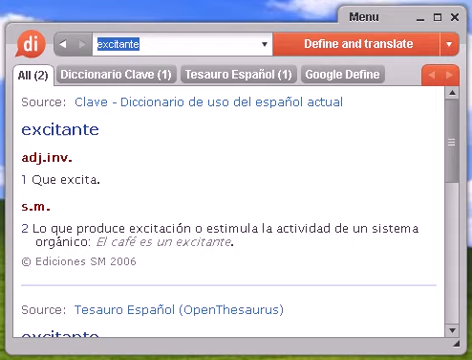 Menu
di
excitante
Define and translate
All (2)
Diccionario Clave (1)
Tesauro Español (1)
Google Define
Source: Clave - Diccionario de uso del español actual
excitante
adj.inv.
1 Que excita.
s.m.
2 Lo que produce excitación o estimula la actividad de un sistema
orgánico: El café es un excitante.
© Ediciones SM 2006
Source: Tesauro Español (OpenThesaurus)
excitante